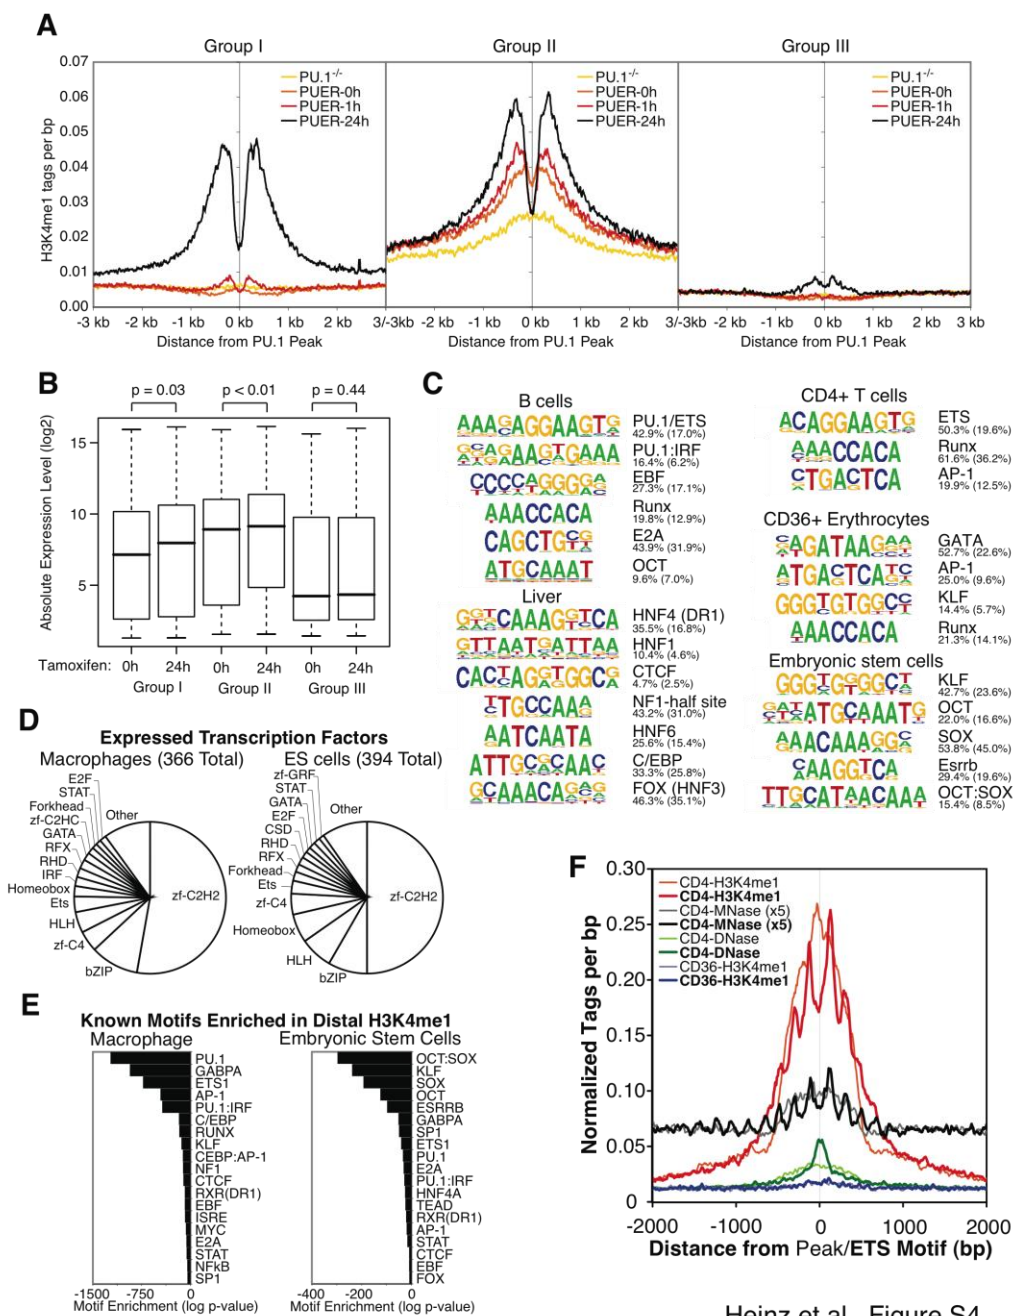 A
Group I
Group II
Group III
H3K4me1 tags per bp
0.07
0.06
0.05
0.04
0.03
0.02
0.01
0.00
PU.1-/-
PUER-0h
PUER-1h
PUER-24h
PU.1-/-
PUER-0h
PUER-1h
PUER-24h
PU.1-/-
PUER-0h
PUER-1h
PUER-24h
-3 kb -2 kb -1 kb 0 kb 1 kb 2 kb 3/-3kb -2 kb -1 kb 0 kb 1 kb 2 kb 3/-3kb -2 kb -1 kb 0 kb 1 kb 2 kb 3 kb
Distance from PU.1 Peak
Distance from PU.1 Peak
Distance from PU.1 Peak
B
p = 0.03
p < 0.01
p = 0.44
Absolute Expression Level (log2)
15
10
5
Tamoxifen: 0h 24h 0h 24h 0h 24h
Group I Group II Group III
C
B cells
AAAGAGGAAGTG
PU.1/ETS
42.9% (17.0%)
PU.1:IRF
16.4% (6.2%)
EBF
27.3% (17.1%)
AAACCACA
Runx
19.8% (12.9%)
E2A
43.9% (31.9%)
ATGCAAAT
OCT
9.6% (7.0%)
Liver
HNF4 (DR1)
35.5% (16.8%)
HNF1
10.4% (4.6%)
CTCF
4.7% (2.5%)
NF1-half site
43.2% (31.0%)
AATCAATA
HNF6
25.6% (15.4%)
C/EBP
33.3% (25.8%)
FOX (HNF3)
46.3% (35.1%)
CD4+ T cells
ACAGGAAGTG
ETS
50.3% (19.6%)
AAACCACA
Runx
61.6% (36.2%)
CTGACTCA
AP-1
19.9% (12.5%)
CD36+ Erythrocytes
GATA
52.7% (22.6%)
AP-1
25.0% (9.6%)
KLF
14.4% (5.7%)
AAACCACA
Runx
21.3% (14.1%)
Embryonic stem cells
KLF
42.7% (23.6%)
OCT
22.0% (16.6%)
SOX
53.8% (45.0%)
CAAGGTCA
Esrrb
29.4% (19.6%)
TTGCATAACAAA
OCT:SOX
15.4% (8.5%)
D
Expressed Transcription Factors
Macrophages (366 Total)
E2F
STAT
Forkhead
zf-C2HC
GATA
RFX
RHD
IRF
Homeobox
Ets
HLH
zf-C4
bZIP
Other
zf-C2H2
ES cells (394 Total)
zf-GRF
STAT
GATA
E2F
CSD
RHD
RFX
Forkhead
Ets
zf-C4
Homeobox
HLH
bZIP
Other
zf-C2H2
E
Known Motifs Enriched in Distal H3K4me1
Macrophage
PU.1
GABPA
ETS1
AP-1
PU.1:IRF
C/EBP
RUNX
KLF
CEBP:AP-1
NF1
CTCF
RXR(DR1)
EBF
ISRE
MYC
E2A
STAT
NFkB
SP1
-1500 -750 0
Motif Enrichment (log p-value)
Embryonic Stem Cells
OCT:SOX
KLF
SOX
OCT
ESRRB
GABPA
SP1
ETS1
PU.1
E2A
PU.1:IRF
HNF4A
TEAD
RXR(DR1)
AP-1
STAT
CTCF
EBF
FOX
-400 -200 0
Motif Enrichment (log p-value)
F
Normalized Tags per bp
0.30
0.25
0.20
0.15
0.10
0.05
0
CD4-H3K4me1
CD4-H3K4me1
CD4-MNase (x5)
CD4-MNase (x5)
CD4-DNase
CD4-DNase
CD36-H3K4me1
CD36-H3K4me1
-2000 -1000 0 1000 2000
Distance from Peak/ETS Motif (bp)